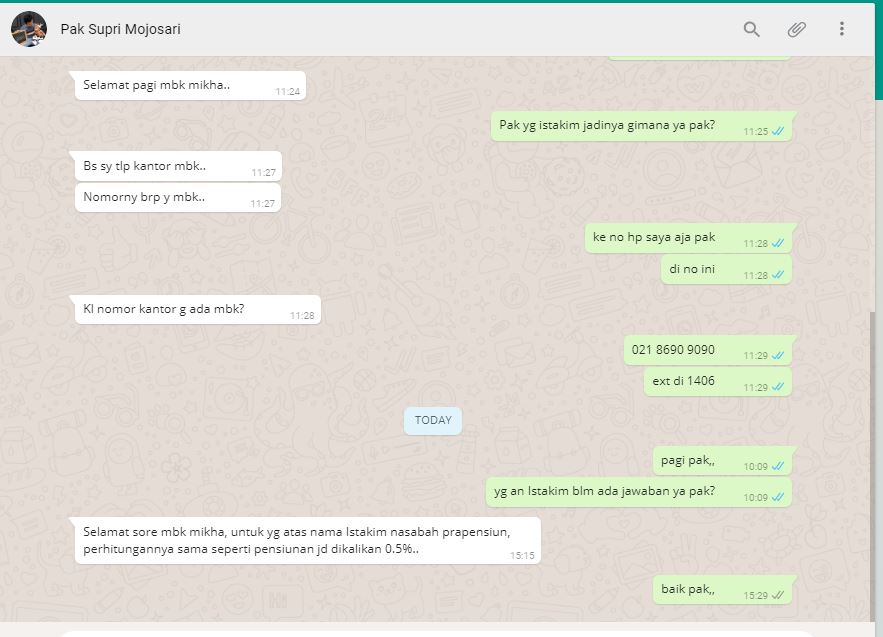 Pak Supri Mojosari
Selamat pagi mbk mikha..
11:24
Pak yg istakim jadinya gimana ya pak?
11:25
Bs sy tlp kantor mbk..
11:27
Nomorny brp y mbk..
11:27
ke no hp saya aja pak
11:28
di no ini
11:28
Kl nomor kantor g ada mbk?
11:28
021 8690 9090
11:29
ext di 1406
11:29
TODAY
pagi pak,,
10:09
yg an Istakim blm ada jawaban ya pak?
10:09
Selamat sore mbk mikha, untuk yg atas nama Istakim nasabah prapensiun,
perhitungannya sama seperti pensiunan jd dikalikan 0.5%..
15:15
baik pak,,
15:29